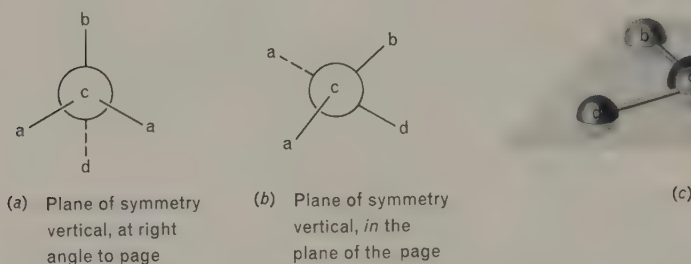 b
c
a
a
d
(a) Plane of symmetry
vertical, at right
angle to page
a
b
c
a
d
(b) Plane of symmetry
vertical, in the
plane of the page
b
d
(c)